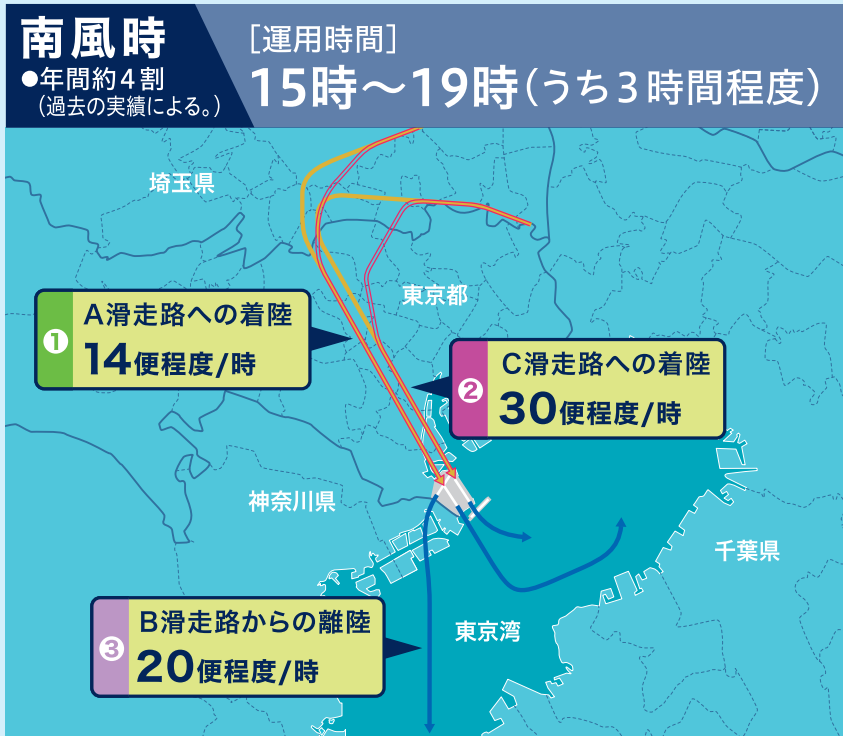 南風時
●年間約4割
(過去の実績による。)
[運用時間]
15時～19時(うち3時間程度)
埼玉県
東京都
❶
A滑走路への着陸
14便程度/時
❷
C滑走路への着陸
30便程度/時
神奈川県
千葉県
❸
B滑走路からの離陸
20便程度/時
東京湾